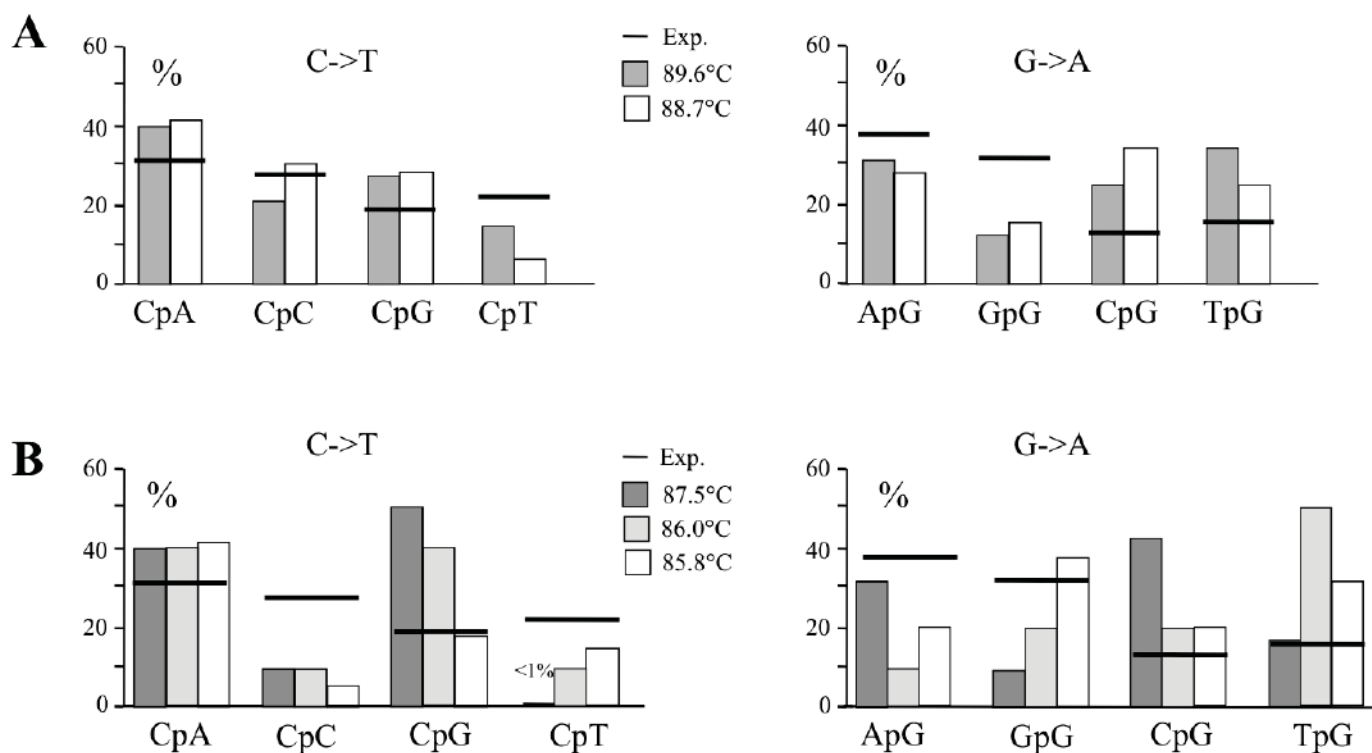 A
60
40
20
0
%
C->T
Exp.
89.6°C
88.7°C
CpA CpC CpG CpT
60
40
20
0
%
G->A
ApG GpG CpG TpG
B
60
40
20
0
%
C->T
<1%
Exp.
87.5°C
86.0°C
85.8°C
CpA CpC CpG CpT
60
40
20
0
%
G->A
ApG GpG CpG TpG